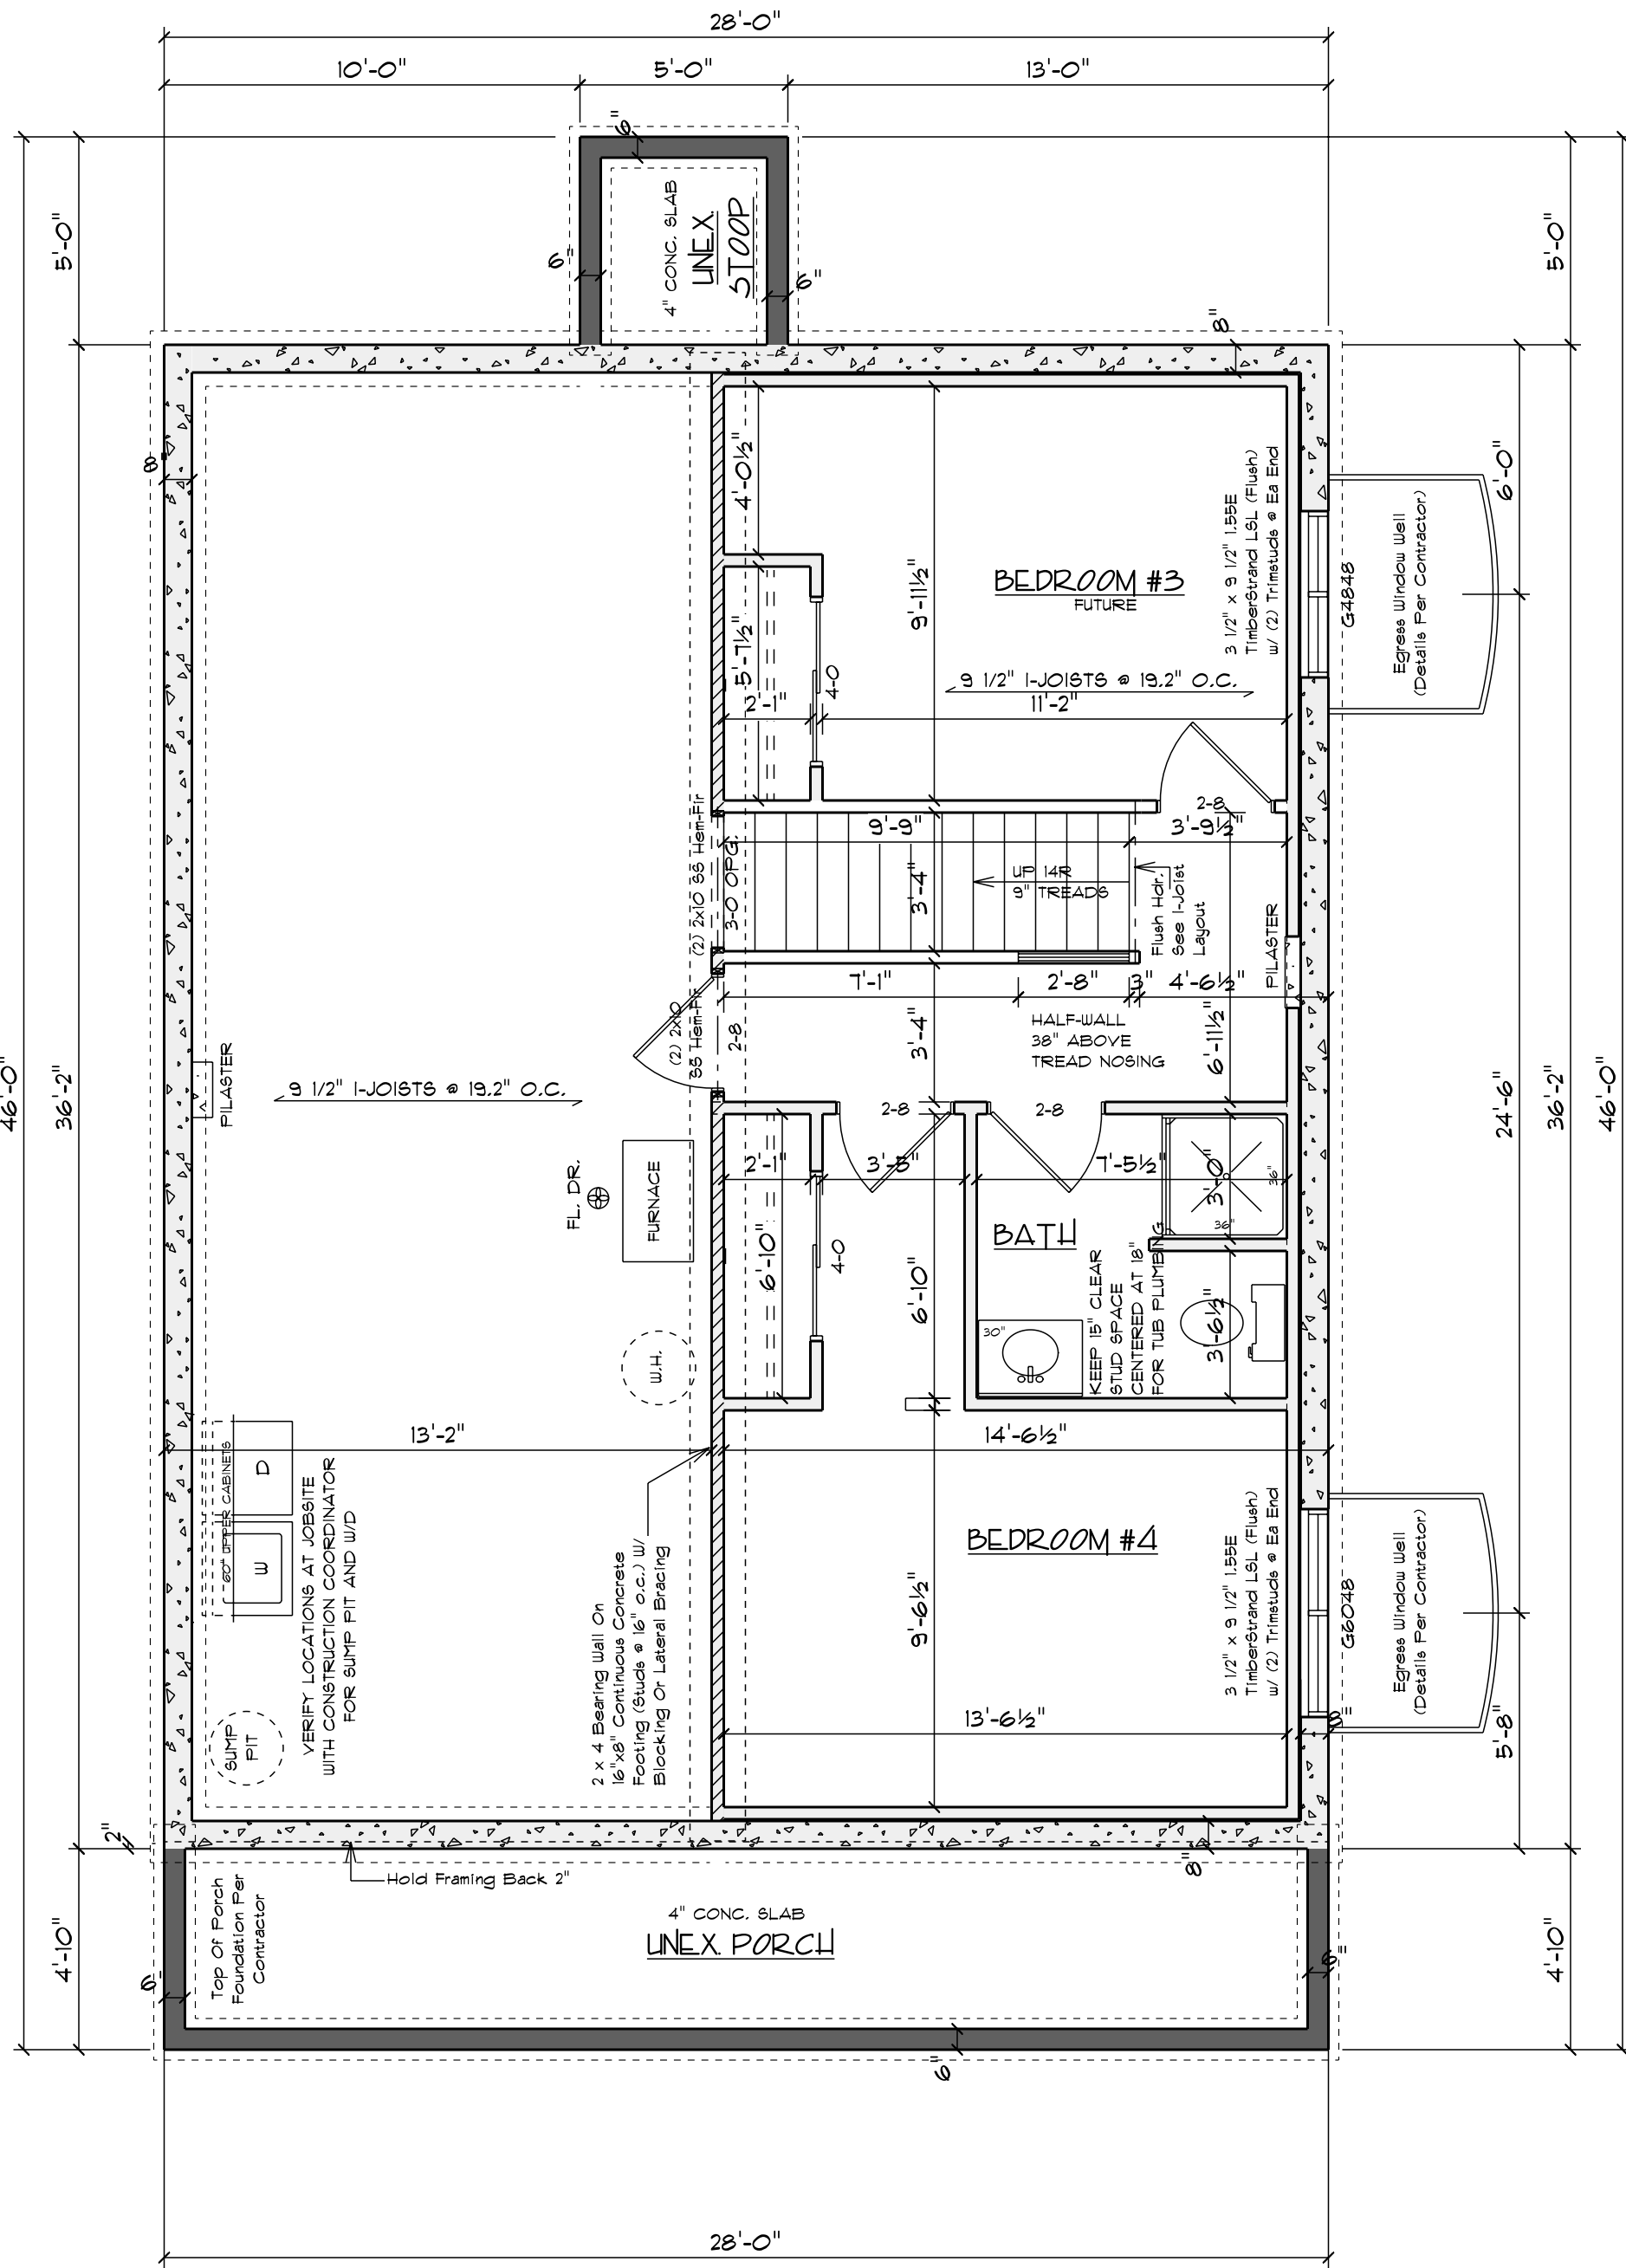 28'-0"
10'-0"
5'-0"
13'-0"
6"
5'-0"
6"
4" CONC. SLAB
UNEX.
STOOP
6"
5'-0"
8"
8"
4'-0½"
9'-11½"
BEDROOM #3
FUTURE
3 1/2" x 9 1/2" 1.55E
TimberStrand LSL (Flush)
w/ (2) Trimstuds @ Ea End
G4848
Egress Window Well
(Details Per Contractor)
6'-0"
5'-7½"
2'-1"
4-0
9 1/2" I-JOISTS @ 19.2" O.C.
11'-2"
2-8
(2) 2x10 SS Hem-Fir
3-0 OPG.
9'-9"
3'-9½"
3'-4"
UP 14R
9" TREADS
Flush Hdr.
See I-Joist
Layout
PILASTER
7'-1"
2'-8"
3"
4'-6½"
(2) 2x10
SS Hem-Fir
2-8
3'-4"
HALF-WALL
38" ABOVE
TREAD NOSING
6'-11½"
46'-0"
36'-2"
PILASTER
9 1/2" I-JOISTS @ 19.2" O.C.
24'-6"
36'-2"
46'-0"
2-8
2-8
FL. DR.
FURNACE
2'-1"
3'-5"
7'-5½"
3'-0"
36"
36"
6'-10"
4-0
6'-10"
BATH
KEEP 15" CLEAR
STUD SPACE
CENTERED AT 18"
FOR TUB PLUMBING
3'-6½"
30"
W.H.
13'-2"
14'-6½"
60" UPPER CABINETS
D
W
VERIFY LOCATIONS AT JOBSITE
WITH CONSTRUCTION COORDINATOR
FOR SUMP PIT AND W/D
2 x 4 Bearing Wall On
16"x8" Continuous Concrete
Footing (Studs @ 16" o.c.) W/
Blocking Or Lateral Bracing
BEDROOM #4
9'-6½"
3 1/2" x 9 1/2" 1.55E
TimberStrand LSL (Flush)
w/ (2) Trimstuds @ Ea End
G6048
Egress Window Well
(Details Per Contractor)
5'-8"
SUMP
PIT
13'-6½"
8"
2"
8"
Hold Framing Back 2"
Top Of Porch
Foundation Per
Contractor
4" CONC. SLAB
UNEX. PORCH
4'-10"
6"
6"
4'-10"
6"
28'-0"